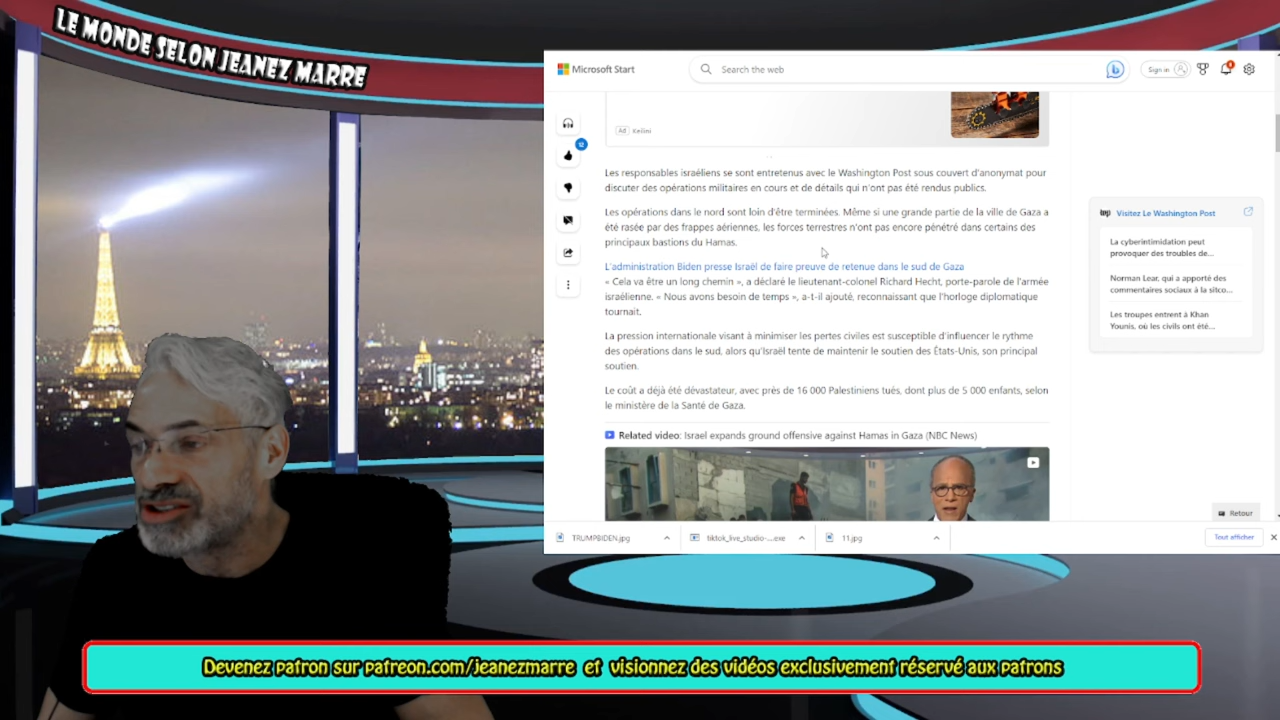 LE MONDE SELON JEANEZ MARRE
Microsoft Start
Search the web
Sign in
Ad Keilini
12
Les responsables israéliens se sont entretenus avec le Washington Post sous couvert d'anonymat pour
discuter des opérations militaires en cours et de détails qui n'ont pas été rendus publics.
Les opérations dans le nord sont loin d'être terminées. Même si une grande partie de la ville de Gaza a
été rasée par des frappes aériennes, les forces terrestres n'ont pas encore pénétré dans certains des
principaux bastions du Hamas.
L'administration Biden presse Israël de faire preuve de retenue dans le sud de Gaza
« Cela va être un long chemin », a déclaré le lieutenant-colonel Richard Hecht, porte-parole de l'armée
israélienne. « Nous avons besoin de temps », a-t-il ajouté, reconnaissant que l'horloge diplomatique
tournait.
La pression internationale visant à minimiser les pertes civiles est susceptible d'influencer le rythme
des opérations dans le sud, alors qu'Israël tente de maintenir le soutien des États-Unis, son principal
soutien.
Le coût a déjà été dévastateur, avec près de 16 000 Palestiniens tués, dont plus de 5 000 enfants, selon
le ministère de la Santé de Gaza.
Related video: Israel expands ground offensive against Hamas in Gaza (NBC News)
wp Visitez Le Washington Post
La cyberintimidation peut
provoquer des troubles de...
Norman Lear, qui a apporté des
commentaires sociaux à la sitco...
Les troupes entrent à Khan
Younis, où les civils ont été...
Retour
TRUMPBIDEN.jpg
tiktok_live_studio-....exe
11.jpg
Tout afficher
Devenez patron sur patreon.com/jeanezmarre et visionnez des vidéos exclusivement réservé aux patrons